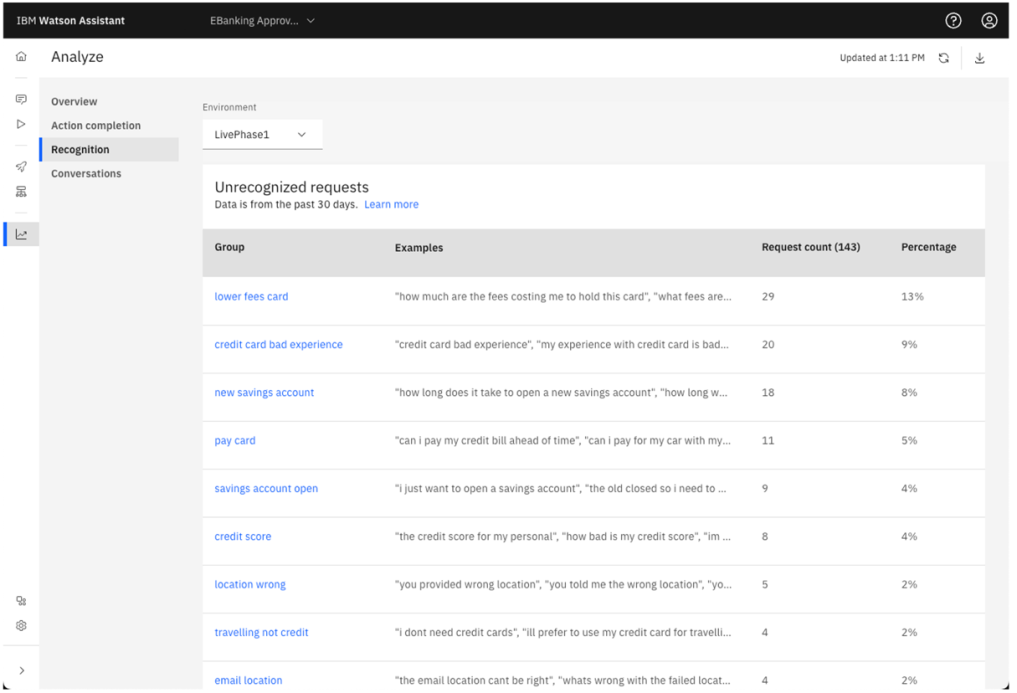 IBM Watson Assistant
EBanking Approv...
Analyze
Updated at 1:11 PM
Overview
Action completion
Recognition
Conversations
Environment
LivePhase1
Unrecognized requests
Data is from the past 30 days. Learn more
Group Examples Request count (143) Percentage
lower fees card "how much are the fees costing me to hold this card", "what fees are... 29 13%
credit card bad experience "credit card bad experience", "my experience with credit card is bad... 20 9%
new savings account "how long does it take to open a new savings account", "how long w... 18 8%
pay card "can i pay my credit bill ahead of time", "can i pay for my car with my... 11 5%
savings account open "i just want to open a savings account", "the old closed so i need to ... 9 4%
credit score "the credit score for my personal", "how bad is my credit score", "im ... 8 4%
location wrong "you provided wrong location", "you told me the wrong location", "yo... 5 2%
travelling not credit "i dont need credit cards", "ill prefer to use my credit card for travelli... 4 2%
email location "the email location cant be right", "whats wrong with the failed locat... 4 2%